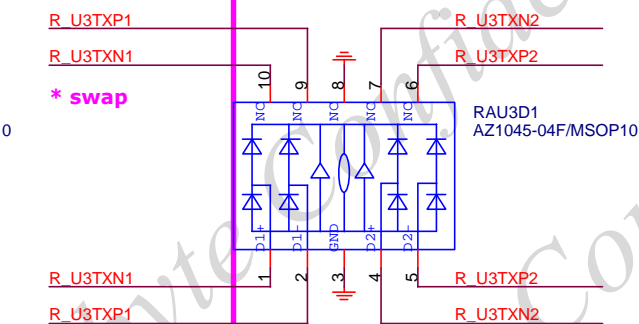 R_U3TXP1
R_U3TXN2
R_U3TXN1
R_U3TXP2
* swap
10
9
8
7
6
NC
NC
NC
NC
NC
RAU3D1
AZ1045-04F/MSOP10
0
D1+
D1-
GND
D2+
D2-
1
2
3
4
5
R_U3TXN1
R_U3TXP2
R_U3TXP1
R_U3TXN2